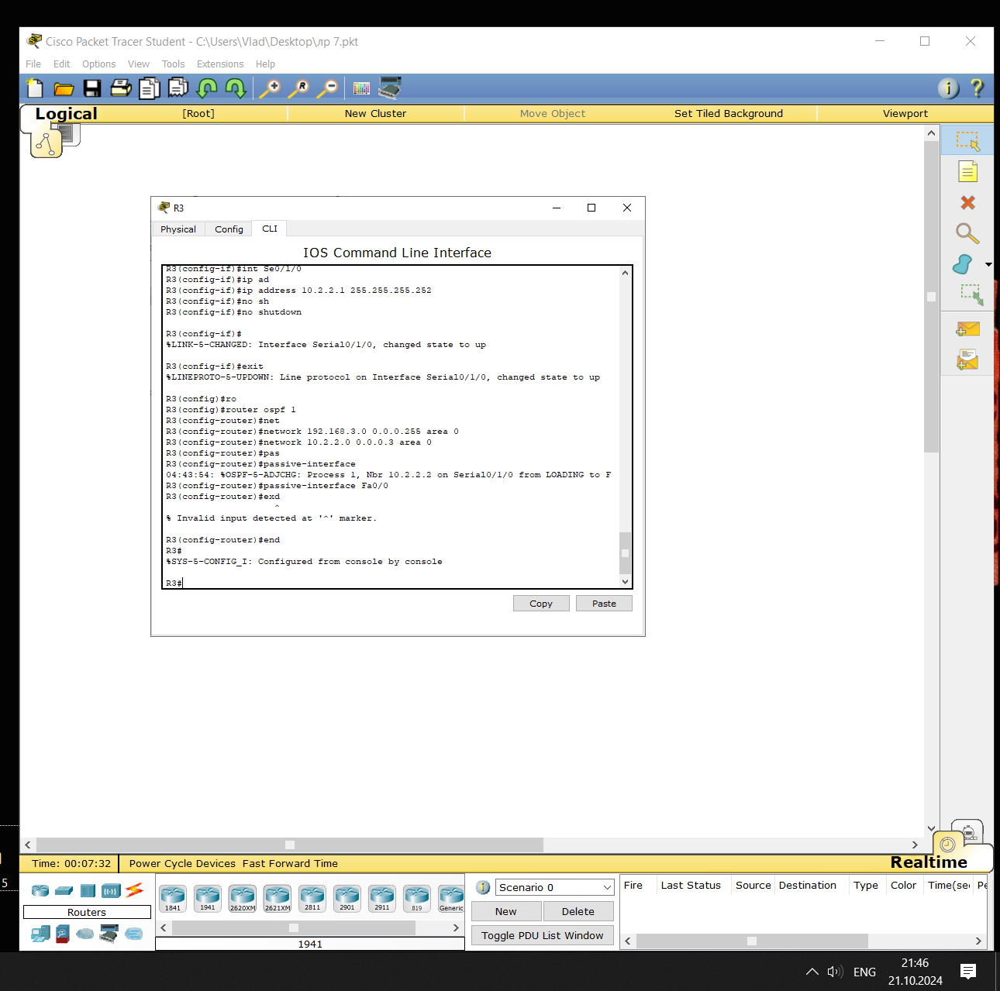 Cisco Packet Tracer Student - C:\Users\Vlad\Desktop\лр 7.pkt
File Edit Options View Tools Extensions Help
Logical [Root] New Cluster Move Object Set Tiled Background Viewport
R3
Physical Config CLI
IOS Command Line Interface
R3(config-if)#int Se0/1/0
R3(config-if)#ip ad
R3(config-if)#ip address 10.2.2.1 255.255.255.252
R3(config-if)#no sh
R3(config-if)#no shutdown
R3(config-if)#
%LINK-5-CHANGED: Interface Serial0/1/0, changed state to up
R3(config-if)#exit
%LINEPROTO-5-UPDOWN: Line protocol on Interface Serial0/1/0, changed state to up
R3(config)#ro
R3(config)#router ospf 1
R3(config-router)#net
R3(config-router)#network 192.168.3.0 0.0.0.255 area 0
R3(config-router)#network 10.2.2.0 0.0.0.3 area 0
R3(config-router)#pas
R3(config-router)#passive-interface
04:43:54: %OSPF-5-ADJCHG: Process 1, Nbr 10.2.2.2 on Serial0/1/0 from LOADING to F
R3(config-router)#passive-interface Fa0/0
R3(config-router)#exd
^
% Invalid input detected at '^' marker.
R3(config-router)#end
R3#
%SYS-5-CONFIG_I: Configured from console by console
R3#
Copy Paste
Time: 00:07:32 Power Cycle Devices Fast Forward Time
Realtime
5
Routers
1841 1941 2620XM 2621XM 2811 2901 2911 819 Generic
1941
Scenario 0
New Delete
Toggle PDU List Window
Fire Last Status Source Destination Type Color Time(sec Pe
ENG
21:46
21.10.2024